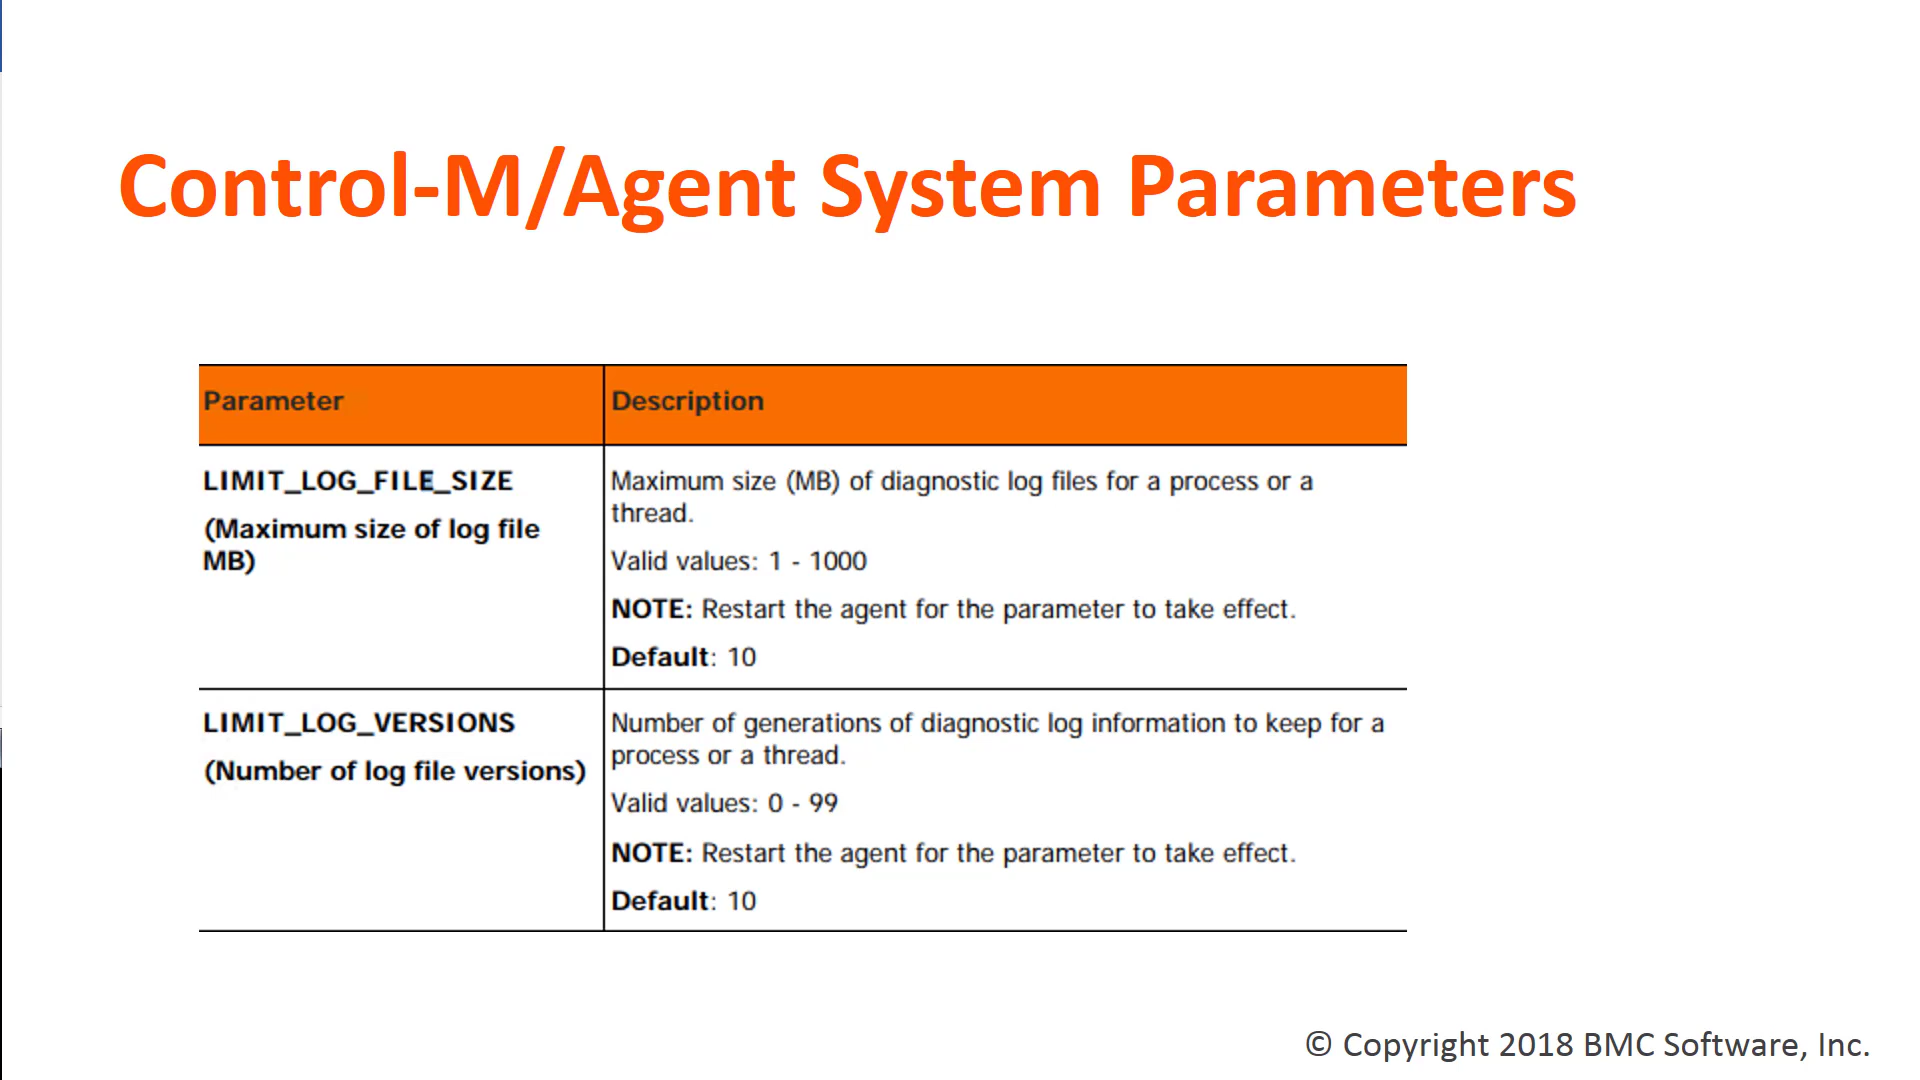 Control-M/Agent System Parameters
Parameter
Description
LIMIT_LOG_FILE_SIZE
(Maximum size of log file
MB)
Maximum size (MB) of diagnostic log files for a process or a
thread.
Valid values: 1 - 1000
NOTE: Restart the agent for the parameter to take effect.
Default: 10
LIMIT_LOG_VERSIONS
(Number of log file versions)
Number of generations of diagnostic log information to keep for a
process or a thread.
Valid values: 0 - 99
NOTE: Restart the agent for the parameter to take effect.
Default: 10
© Copyright 2018 BMC Software, Inc.